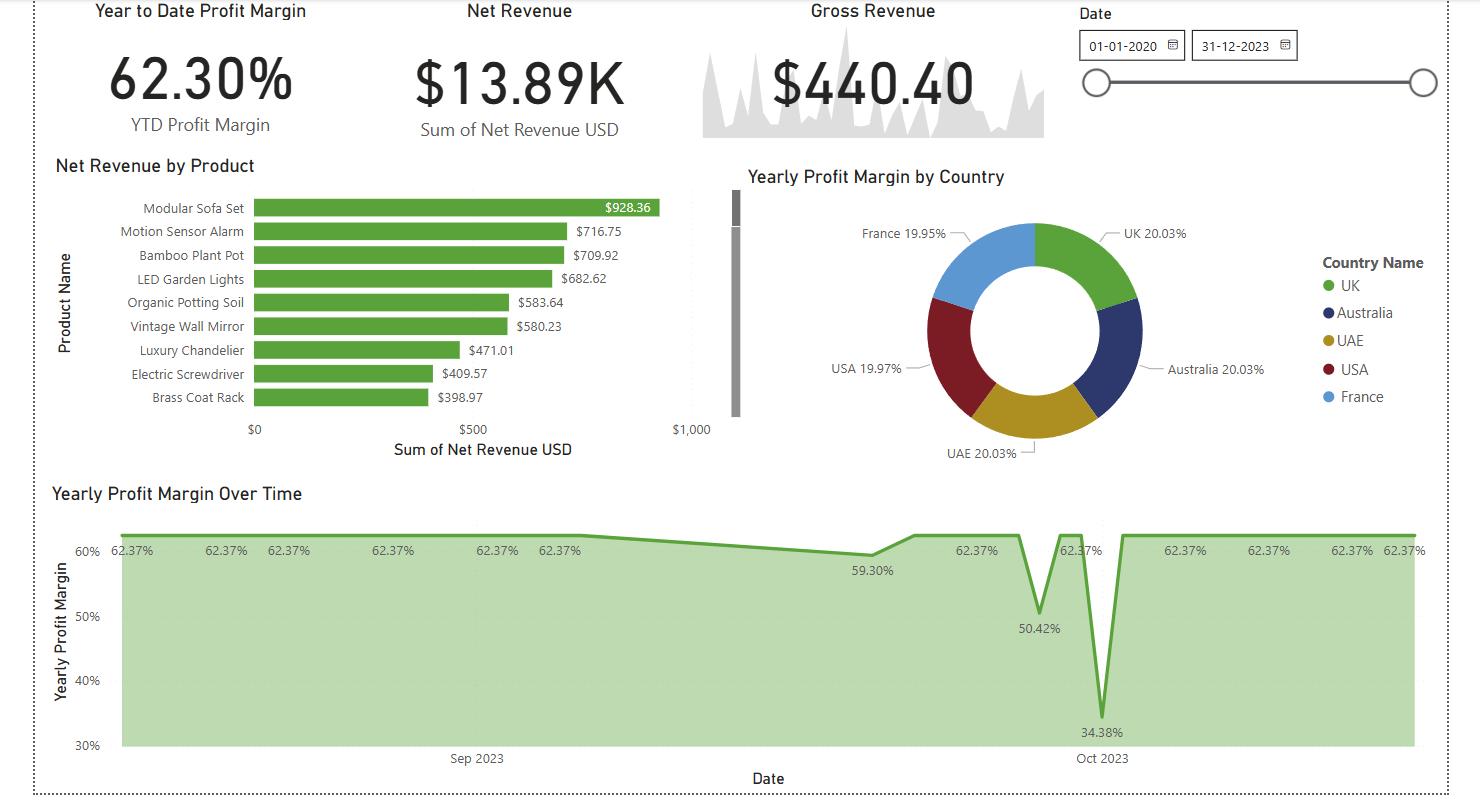 Year to Date Profit Margin
62.30%
YTD Profit Margin
Net Revenue
$13.89K
Sum of Net Revenue USD
Gross Revenue
$440.40
Date
01-01-2020
31-12-2023
Net Revenue by Product
Product Name
Modular Sofa Set $928.36
Motion Sensor Alarm $716.75
Bamboo Plant Pot $709.92
LED Garden Lights $682.62
Organic Potting Soil $583.64
Vintage Wall Mirror $580.23
Luxury Chandelier $471.01
Electric Screwdriver $409.57
Brass Coat Rack $398.97
$0 $500 $1,000
Sum of Net Revenue USD
Yearly Profit Margin by Country
France 19.95%
UK 20.03%
USA 19.97%
Australia 20.03%
UAE 20.03%
Country Name
UK
Australia
UAE
USA
France
Yearly Profit Margin Over Time
Yearly Profit Margin
60%
50%
40%
30%
62.37% 62.37% 62.37% 62.37% 62.37% 62.37% 62.37% 62.37% 62.37% 62.37% 62.37% 62.37%
59.30%
50.42%
34.38%
Sep 2023 Oct 2023
Date